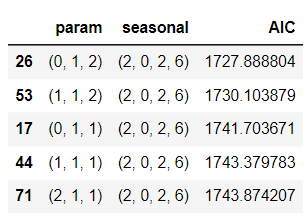 param seasonal AIC
26 (0, 1, 2) (2, 0, 2, 6) 1727.888804
53 (1, 1, 2) (2, 0, 2, 6) 1730.103879
17 (0, 1, 1) (2, 0, 2, 6) 1741.703671
44 (1, 1, 1) (2, 0, 2, 6) 1743.379783
71 (2, 1, 1) (2, 0, 2, 6) 1743.874207